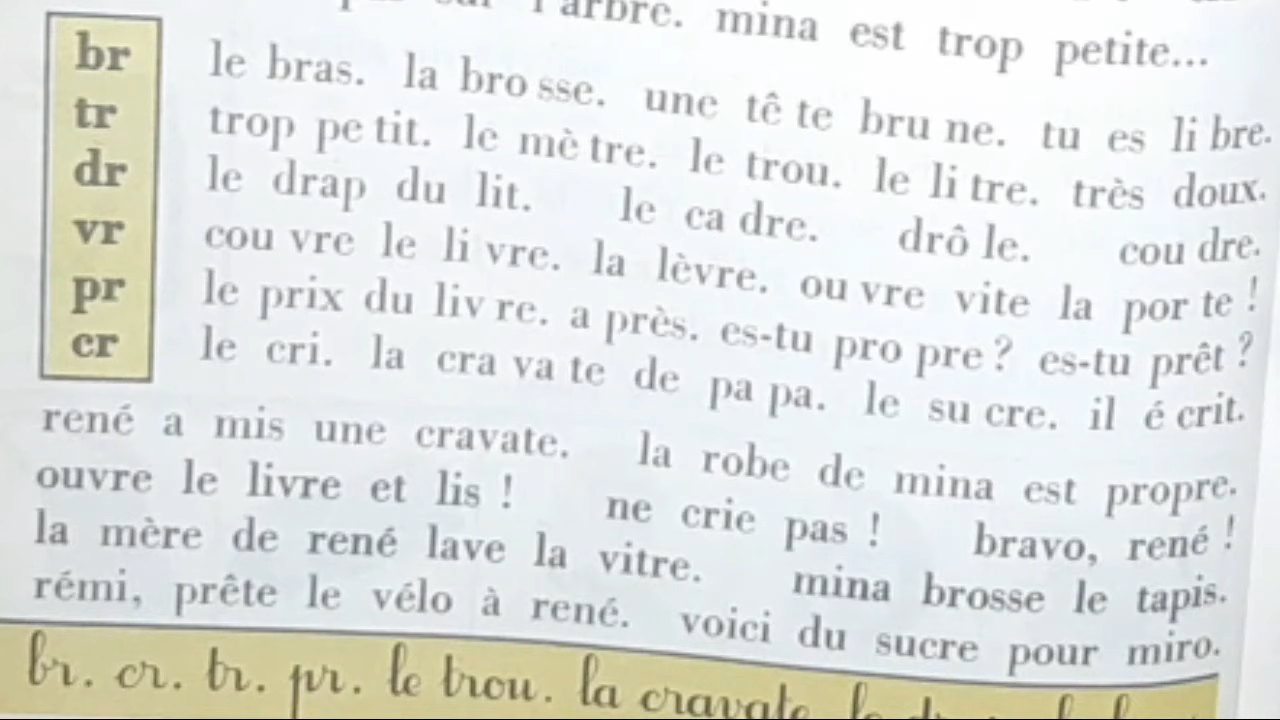 l'arbre. mina est trop petite...
br le bras. la bro sse. une tê te bru ne. tu es li bre.
tr trop pe tit. le mè tre. le trou. le li tre. très doux.
dr le drap du lit. le ca dre. drô le. cou dre.
vr cou vre le li vre. la lèvre. ou vre vite la por te !
pr le prix du liv re. a près. es-tu pro pre ? es-tu prêt ?
cr le cri. la cra va te de pa pa. le su cre. il é crit.
rené a mis une cravate. la robe de mina est propre.
ouvre le livre et lis ! ne crie pas ! bravo, rené !
la mère de rené lave la vitre. mina brosse le tapis.
rémi, prête le vélo à rené. voici du sucre pour miro.
br. cr. tr. pr. le trou. la cravate